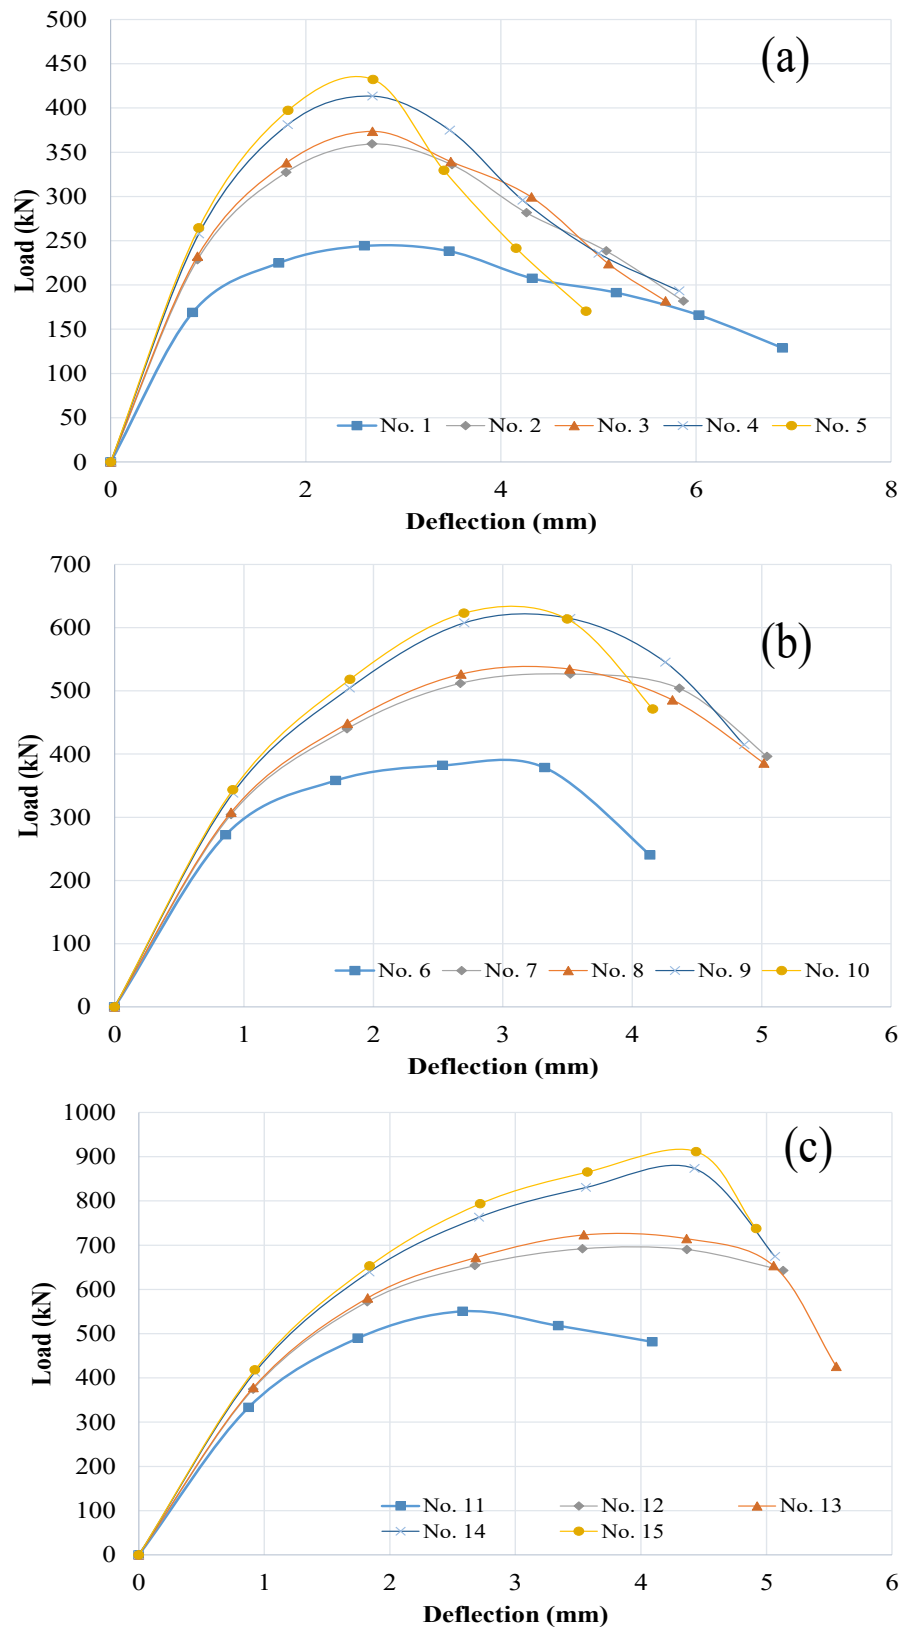 (a)
500
450
400
350
300
250
200
150
100
50
0
Load (kN)
No. 1 No. 2 No. 3 No. 4 No. 5
0 2 4 6 8
Deflection (mm)
(b)
700
600
500
400
300
200
100
0
Load (kN)
No. 6 No. 7 No. 8 No. 9 No. 10
0 1 2 3 4 5 6
Deflection (mm)
(c)
1000
900
800
700
600
500
400
300
200
100
0
Load (kN)
No. 11 No. 12 No. 13
No. 14 No. 15
0 1 2 3 4 5 6
Deflection (mm)